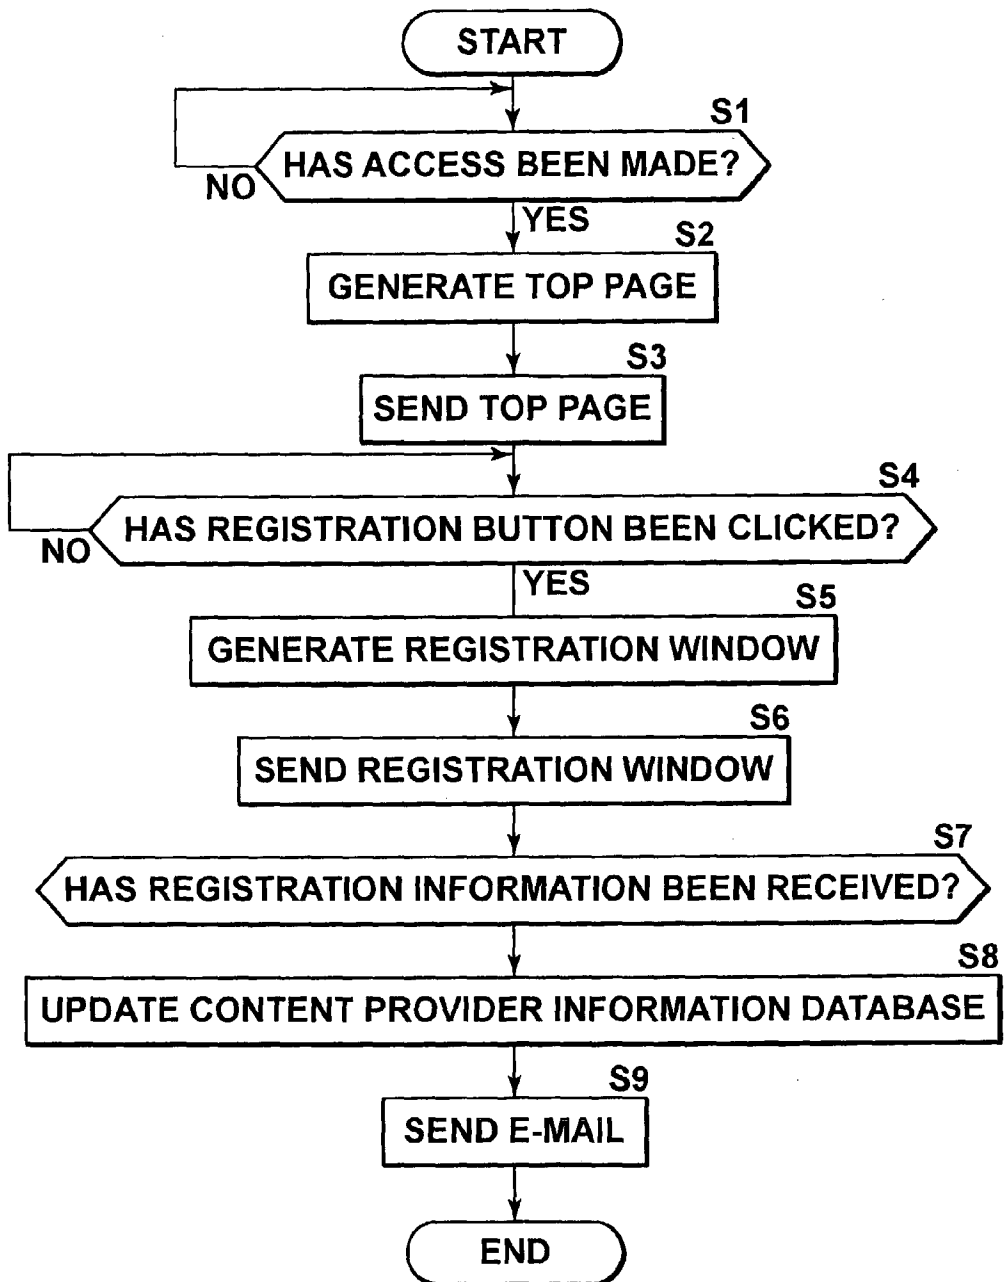 START
S1
HAS ACCESS BEEN MADE?
NO
YES
S2
GENERATE TOP PAGE
S3
SEND TOP PAGE
S4
HAS REGISTRATION BUTTON BEEN CLICKED?
NO
YES
S5
GENERATE REGISTRATION WINDOW
S6
SEND REGISTRATION WINDOW
S7
HAS REGISTRATION INFORMATION BEEN RECEIVED?
S8
UPDATE CONTENT PROVIDER INFORMATION DATABASE
S9
SEND E-MAIL
END